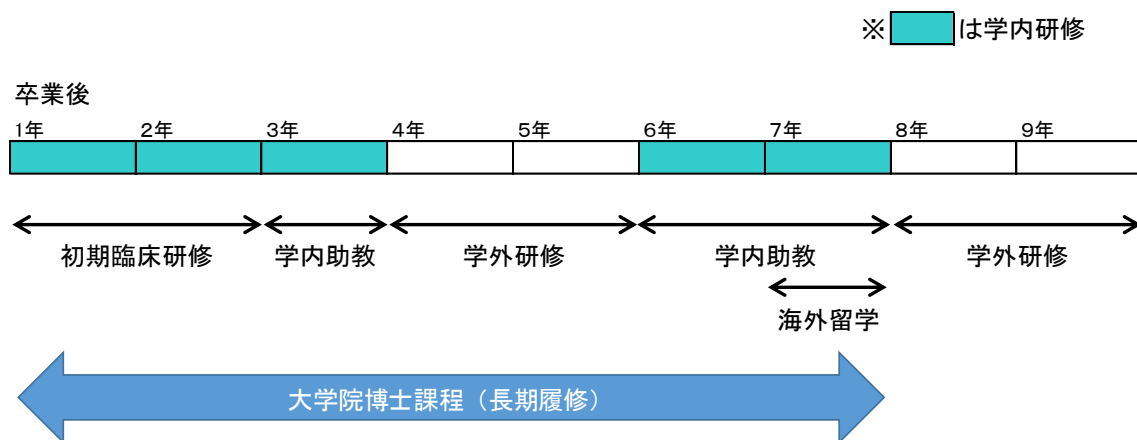 ※ は学内研修
卒業後
1年 2年 3年 4年 5年 6年 7年 8年 9年
初期臨床研修 学内助教 学外研修 学内助教 学外研修
海外留学
大学院博士課程（長期履修）